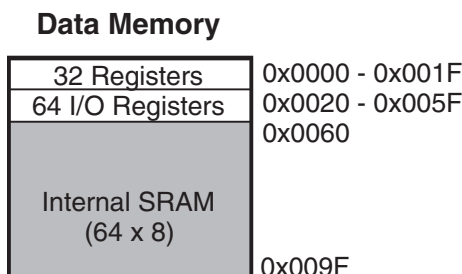 Data Memory
32 Registers 0x0000 - 0x001F
64 I/O Registers 0x0020 - 0x005F
0x0060
Internal SRAM
(64 x 8)
0x009F